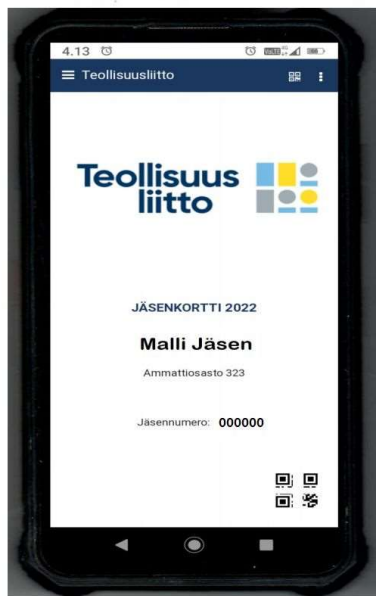 4.13
Teollisuusliitto
Teollisuus
liitto
JÄSENKORTTI 2022
Malli Jäsen
Ammattiosasto 323
Jäsennumero: 000000